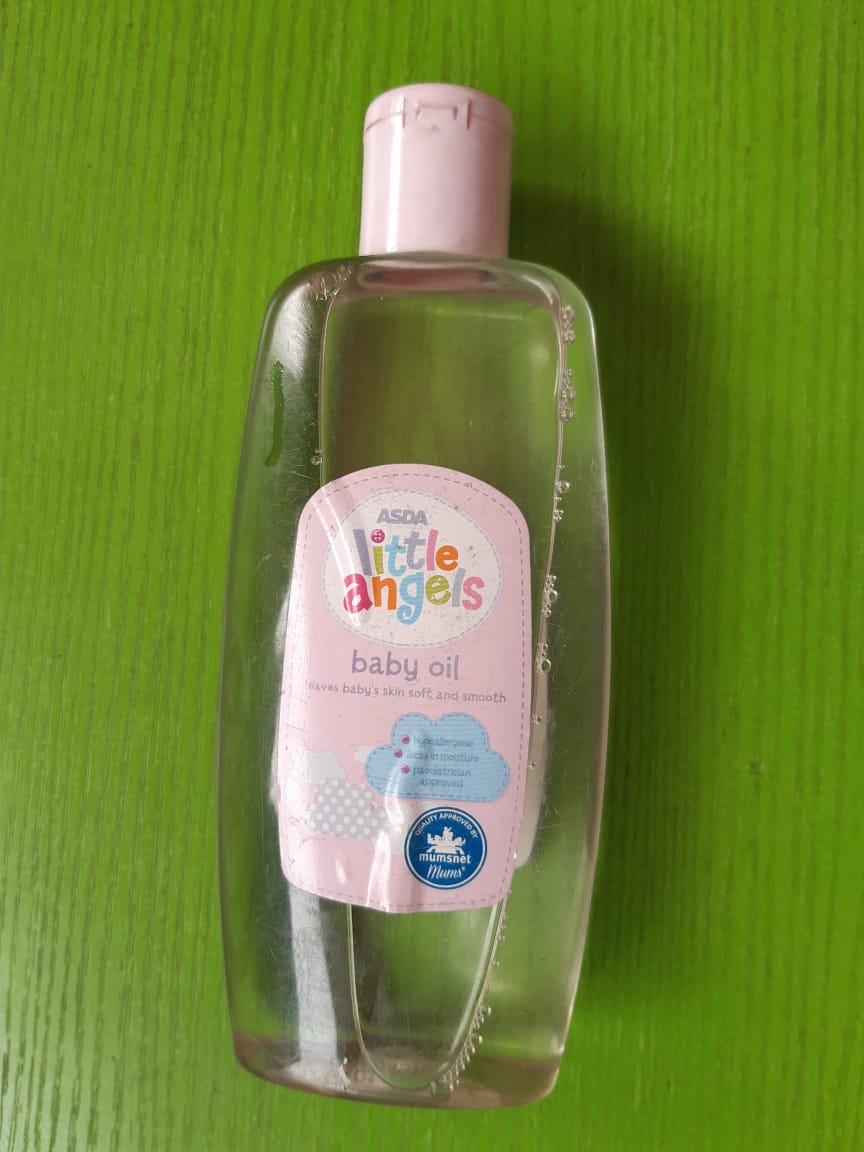 ASDA
little
angels
baby oil
leaves baby's skin soft and smooth
hypoallergenic
locks in moisture
paediatrician
approved
QUALITY APPROVED BY
mumsnet
Mums